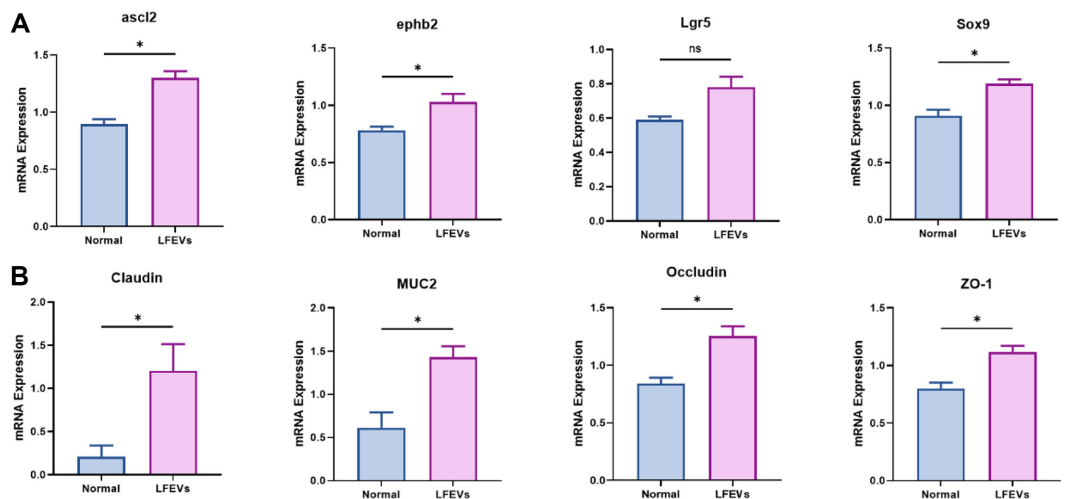 A
ascl2
*
mRNA Expression
1.5
1.0
0.5
0.0
Normal LFEVs
ephb2
*
mRNA Expression
1.5
1.0
0.5
0.0
Normal LFEVs
Lgr5
ns
mRNA Expression
1.0
0.8
0.6
0.4
0.2
0.0
Normal LFEVs
Sox9
*
mRNA Expression
1.5
1.0
0.5
0.0
Normal LFEVs
B
Claudin
*
mRNA Expression
2.0
1.5
1.0
0.5
0.0
Normal LFEVs
MUC2
*
mRNA Expression
2.0
1.5
1.0
0.5
0.0
Normal LFEVs
Occludin
*
mRNA Expression
1.5
1.0
0.5
0.0
Normal LFEVs
ZO-1
*
mRNA Expression
1.5
1.0
0.5
0.0
Normal LFEVs